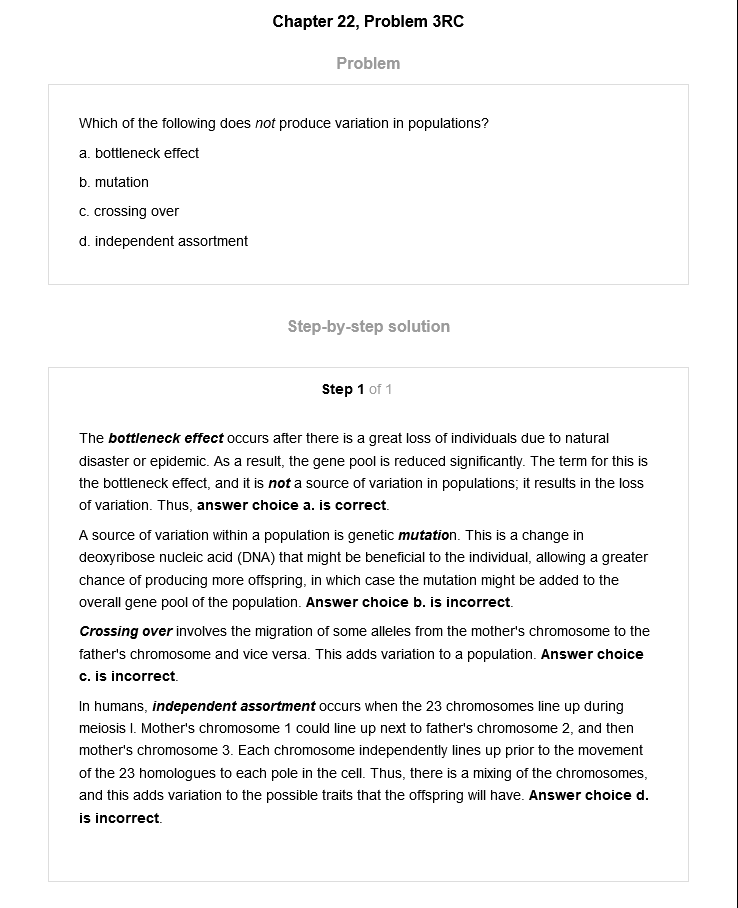 Chapter 22, Problem 3RC
Problem
Which of the following does not produce variation in populations?
a. bottleneck effect
b. mutation
c. crossing over
d. independent assortment
Step-by-step solution
Step 1 of 1
The bottleneck effect occurs after there is a great loss of individuals due to natural
disaster or epidemic. As a result, the gene pool is reduced significantly. The term for this is
the bottleneck effect, and it is not a source of variation in populations; it results in the loss
of variation. Thus, answer choice a. is correct.
A source of variation within a population is genetic mutation. This is a change in
deoxyribose nucleic acid (DNA) that might be beneficial to the individual, allowing a greater
chance of producing more offspring, in which case the mutation might be added to the
overall gene pool of the population. Answer choice b. is incorrect.
Crossing over involves the migration of some alleles from the mother's chromosome to the
father's chromosome and vice versa. This adds variation to a population. Answer choice
c. is incorrect.
In humans, independent assortment occurs when the 23 chromosomes line up during
meiosis I. Mother's chromosome 1 could line up next to father's chromosome 2, and then
mother's chromosome 3. Each chromosome independently lines up prior to the movement
of the 23 homologues to each pole in the cell. Thus, there is a mixing of the chromosomes,
and this adds variation to the possible traits that the offspring will have. Answer choice d.
is incorrect.